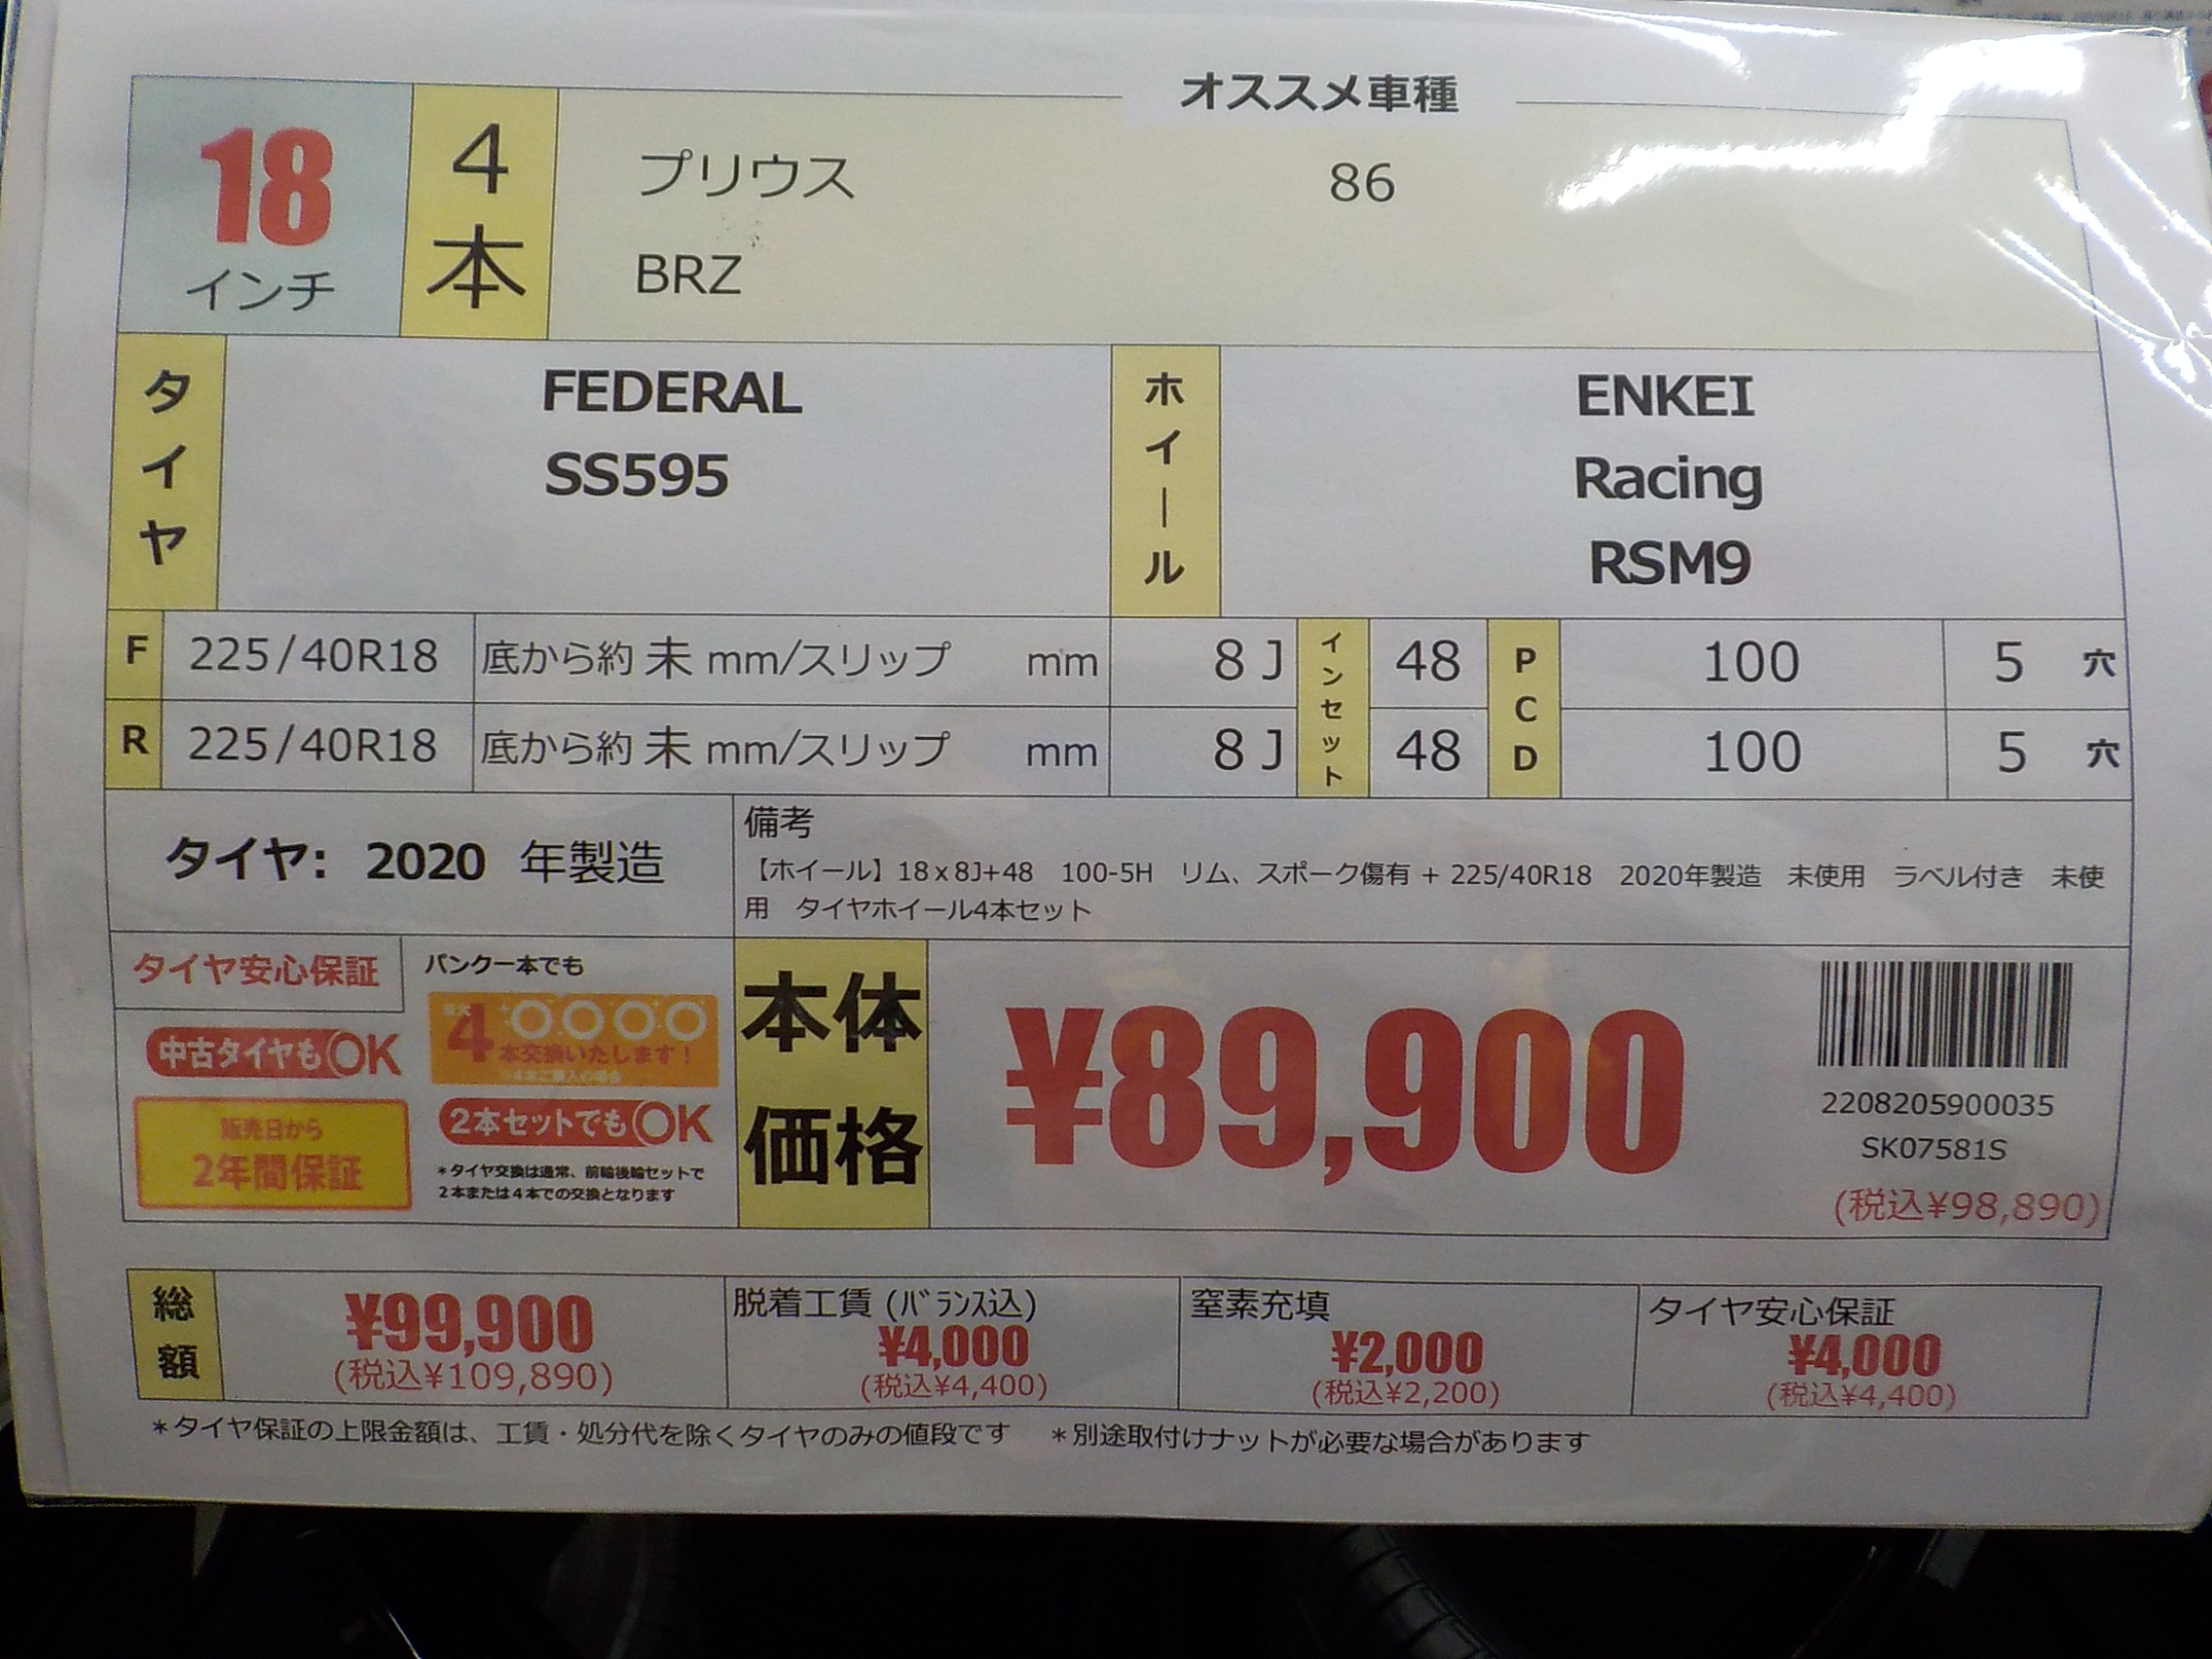 オススメ車種
18
インチ
4本
プリウス 86
BRZ
タイヤ
FEDERAL
SS595
ホイール
ENKEI
Racing
RSM9
F 225/40R18 底から約 未 mm/スリップ mm 8 J インセット 48 PCD 100 5 穴
R 225/40R18 底から約 未 mm/スリップ mm 8 J 48 100 5 穴
タイヤ: 2020 年製造
備考
【ホイール】18ｘ8J+48 100-5H リム、スポーク傷有 + 225/40R18 2020年製造 未使用 ラベル付き 未使
用 タイヤホイール4本セット
タイヤ安心保証
中古タイヤもOK
販売日から
2年間保証
パンク一本でも
最大
4本交換いたします！
※4本ご購入の場合
2本セットでもOK
＊タイヤ交換は通常、前輪後輪セットで
2本または4本での交換となります
本体
価格
¥89,900
2208205900035
SK07581S
(税込¥98,890)
総額
¥99,900
(税込¥109,890)
脱着工賃 (ﾊﾞﾗﾝｽ込)
¥4,000
(税込¥4,400)
窒素充填
¥2,000
(税込¥2,200)
タイヤ安心保証
¥4,000
(税込¥4,400)
＊タイヤ保証の上限金額は、工賃・処分代を除くタイヤのみの値段です ＊別途取付けナットが必要な場合があります